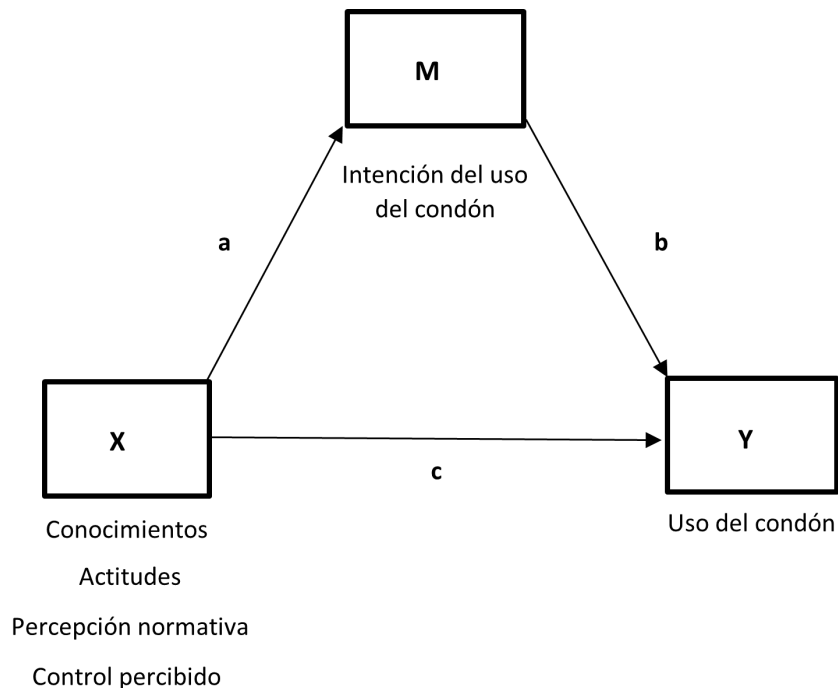 M
Intención del uso
del condón
a
b
X
Y
c
Conocimientos
Uso del condón
Actitudes
Percepción normativa
Control percibido